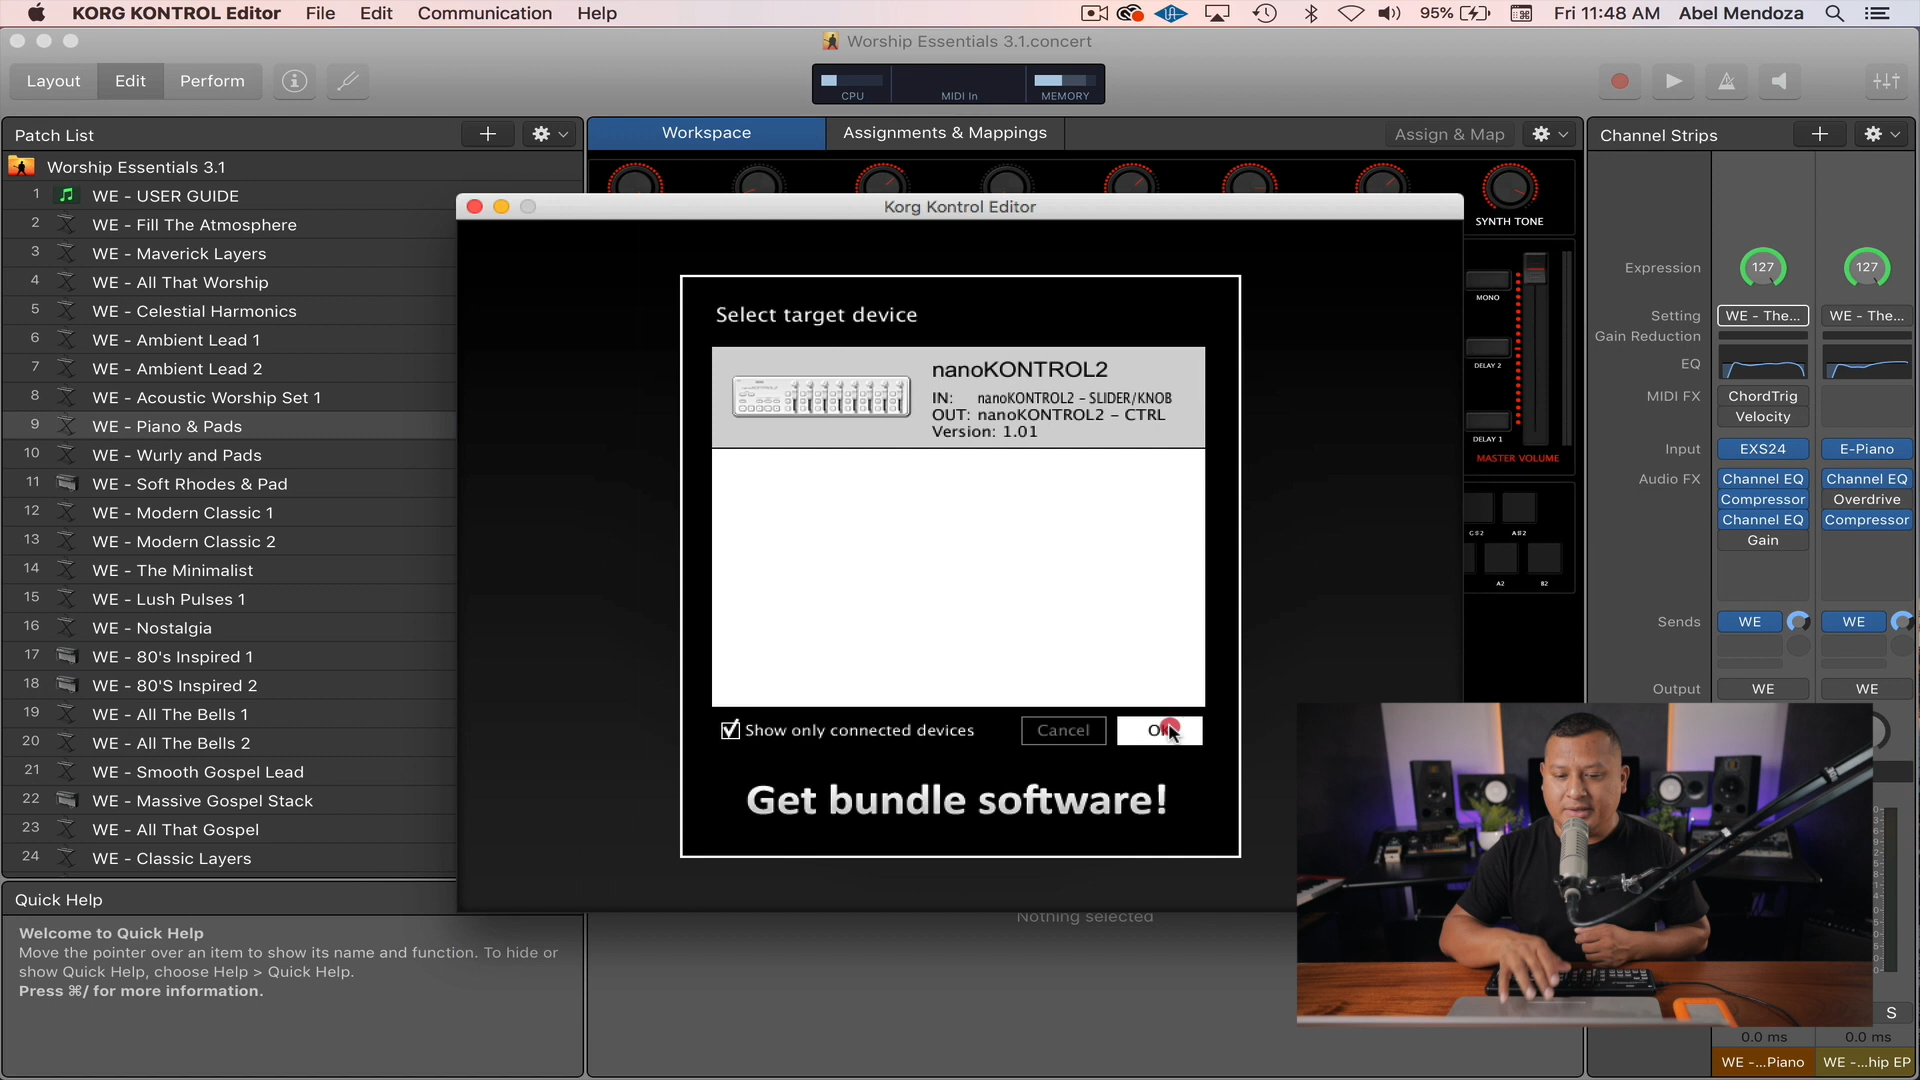 KORG KONTROL Editor File Edit Communication Help
95% Fri 11:48 AM Abel Mendoza
Worship Essentials 3.1.concert
Layout Edit Perform
CPU MIDI In MEMORY
Patch List
Workspace Assignments & Mappings Assign & Map
Channel Strips
Worship Essentials 3.1
1 WE - USER GUIDE
2 WE - Fill The Atmosphere
3 WE - Maverick Layers
4 WE - All That Worship
5 WE - Celestial Harmonics
6 WE - Ambient Lead 1
7 WE - Ambient Lead 2
8 WE - Acoustic Worship Set 1
9 WE - Piano & Pads
10 WE - Wurly and Pads
11 WE - Soft Rhodes & Pad
12 WE - Modern Classic 1
13 WE - Modern Classic 2
14 WE - The Minimalist
15 WE - Lush Pulses 1
16 WE - Nostalgia
17 WE - 80's Inspired 1
18 WE - 80'S Inspired 2
19 WE - All The Bells 1
20 WE - All The Bells 2
21 WE - Smooth Gospel Lead
22 WE - Massive Gospel Stack
23 WE - All That Gospel
24 WE - Classic Layers
Quick Help
Welcome to Quick Help
Move the pointer over an item to show its name and function. To hide or
show Quick Help, choose Help > Quick Help.
Press ⌘/ for more information.
Korg Kontrol Editor
Select target device
nanoKONTROL2
IN: nanoKONTROL2 - SLIDER/KNOB
OUT: nanoKONTROL2 - CTRL
Version: 1.01
Show only connected devices
Cancel
Get bundle software!
Nothing selected
SYNTH TONE
MONO
DELAY 2
DELAY 1
MASTER VOLUME
G#2 A#2
A2 B2
Expression 127 127
Setting WE - The... WE - The...
Gain Reduction
EQ
MIDI FX ChordTrig
Velocity
Input EXS24 E-Piano
Audio FX Channel EQ Channel EQ
Compressor Overdrive
Channel EQ Compressor
Gain
Sends WE WE
Output WE WE
S
0.0 ms 0.0 ms
WE -...Piano WE -...hip EP